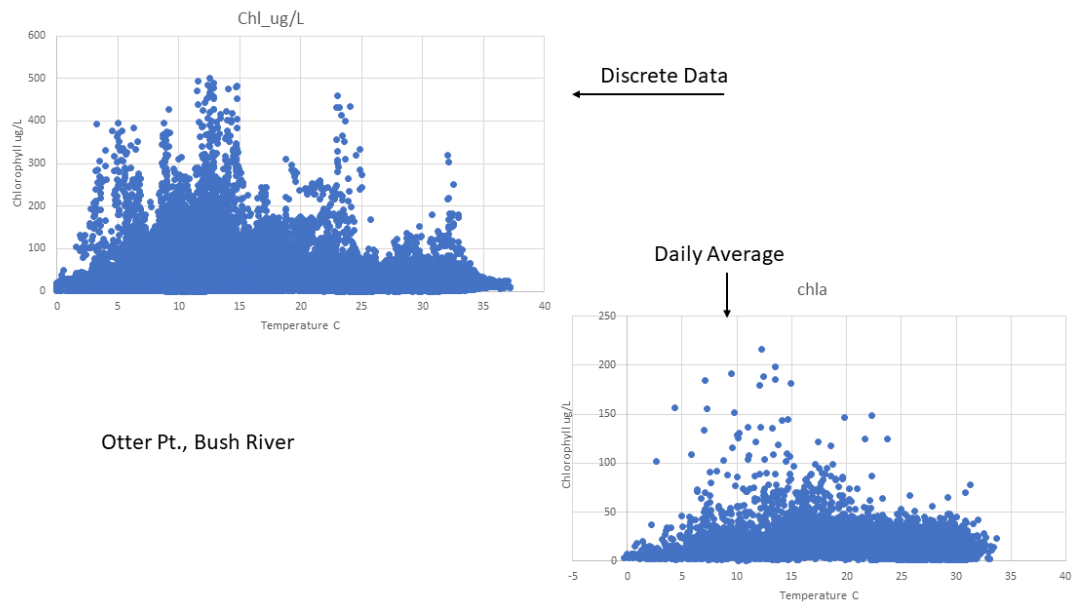 Chl_ug/L
600
500
400
300
200
100
0
Chlorophyll ug/L
0 5 10 15 20 25 30 35 40
Temperature C
Discrete Data
Daily Average
chla
250
200
150
100
50
0
Chlorophyll ug/L
-5 0 5 10 15 20 25 30 35 40
Temperature C
Otter Pt., Bush River